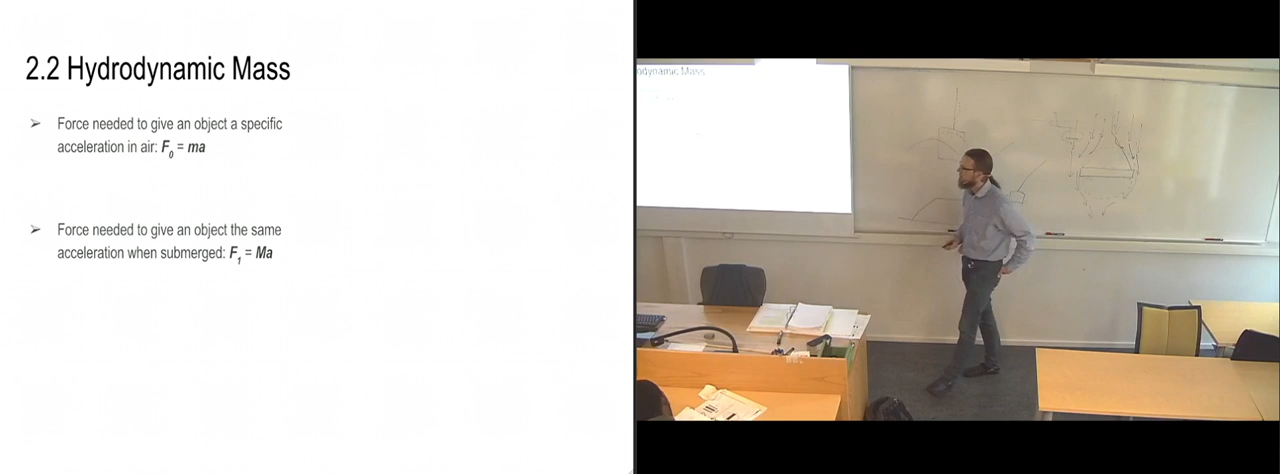 2.2 Hydrodynamic Mass
➢ Force needed to give an object a specific
acceleration in air: F₀ = ma
➢ Force needed to give an object the same
acceleration when submerged: F₁ = Ma
odynamic Mass